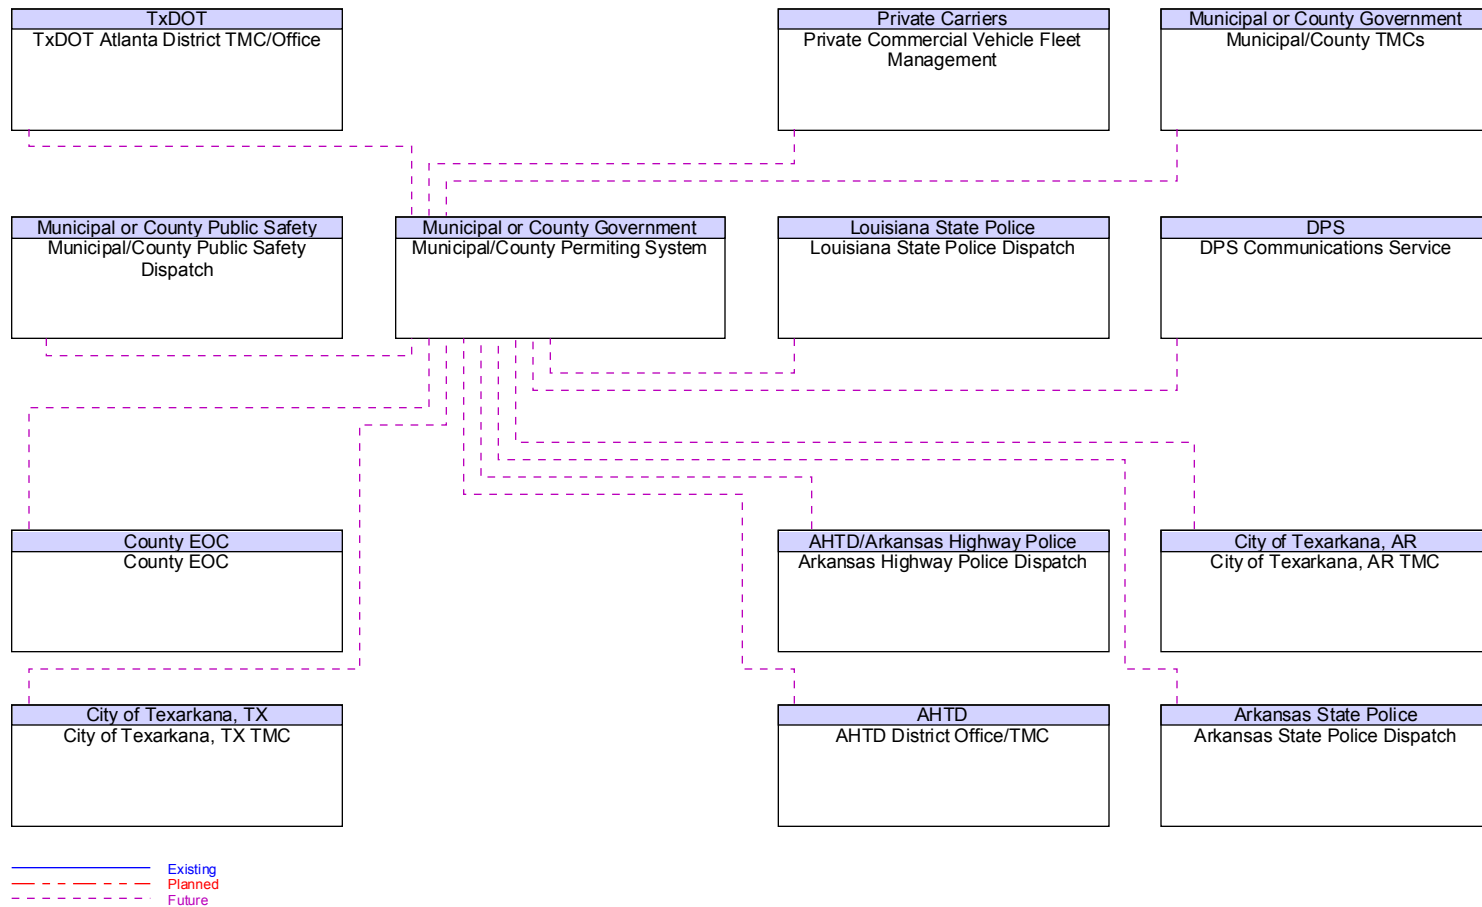 TxDOT
TxDOT Atlanta District TMC/Office
Private Carriers
Private Commercial Vehicle Fleet
Management
Municipal or County Government
Municipal/County TMCs
Municipal or County Public Safety
Municipal/County Public Safety
Dispatch
Municipal or County Government
Municipal/County Permiting System
Louisiana State Police
Louisiana State Police Dispatch
DPS
DPS Communications Service
County EOC
County EOC
AHTD/Arkansas Highway Police
Arkansas Highway Police Dispatch
City of Texarkana, AR
City of Texarkana, AR TMC
City of Texarkana, TX
City of Texarkana, TX TMC
AHTD
AHTD District Office/TMC
Arkansas State Police
Arkansas State Police Dispatch
Existing
Planned
Future